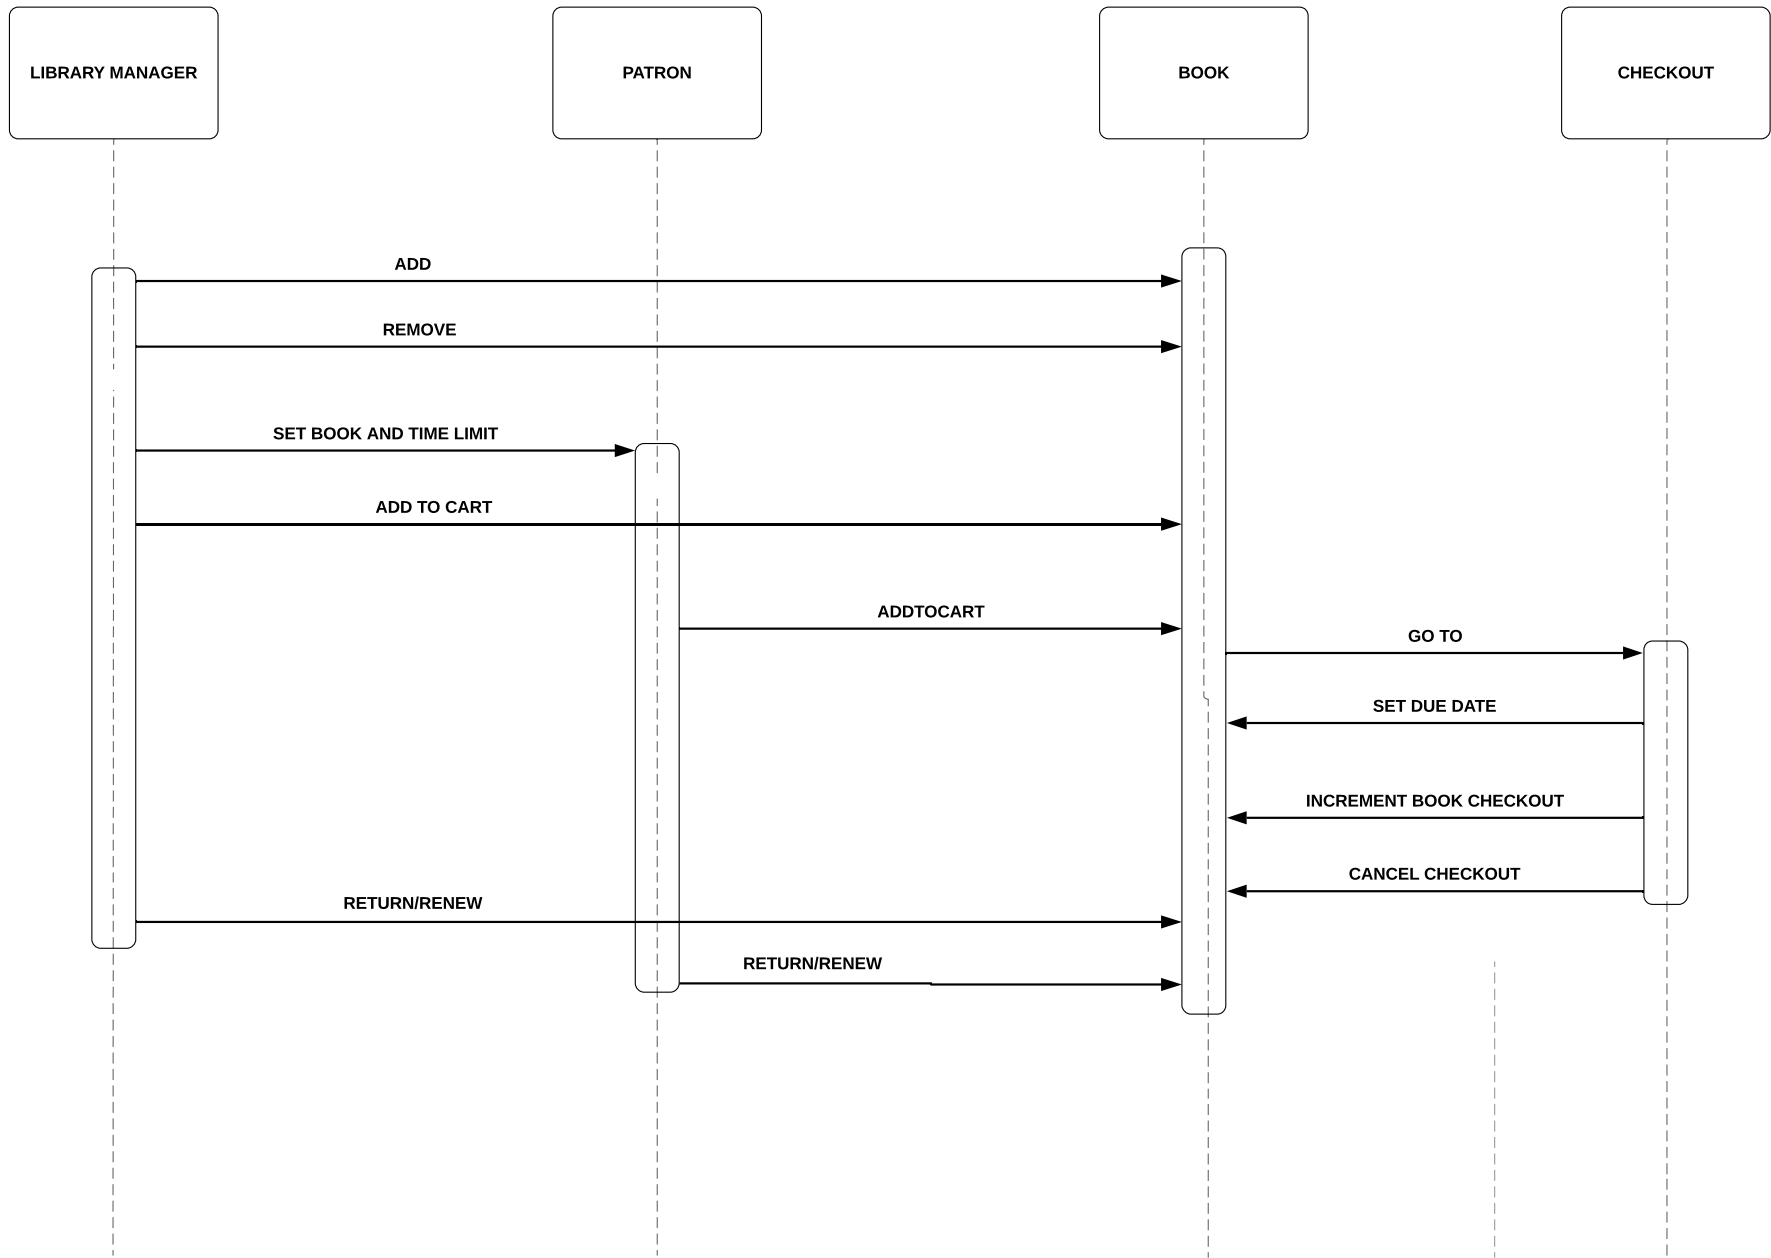 LIBRARY MANAGER
PATRON
BOOK
CHECKOUT
ADD
REMOVE
SET BOOK AND TIME LIMIT
ADD TO CART
ADDTOCART
GO TO
SET DUE DATE
INCREMENT BOOK CHECKOUT
CANCEL CHECKOUT
RETURN/RENEW
RETURN/RENEW